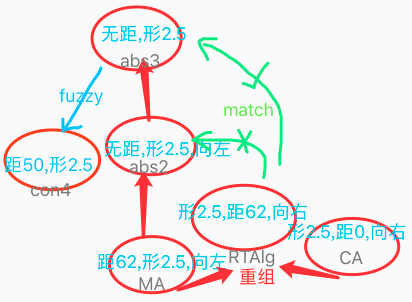 无距,形2.5
abs3
fuzzy
match
无距,形2.5,向左
abs2
距50,形2.5
con4
形2.5,距62,向右
RTAlg
形2.5,距0,向右
CA
距62,形2.5,向左
MA
重组